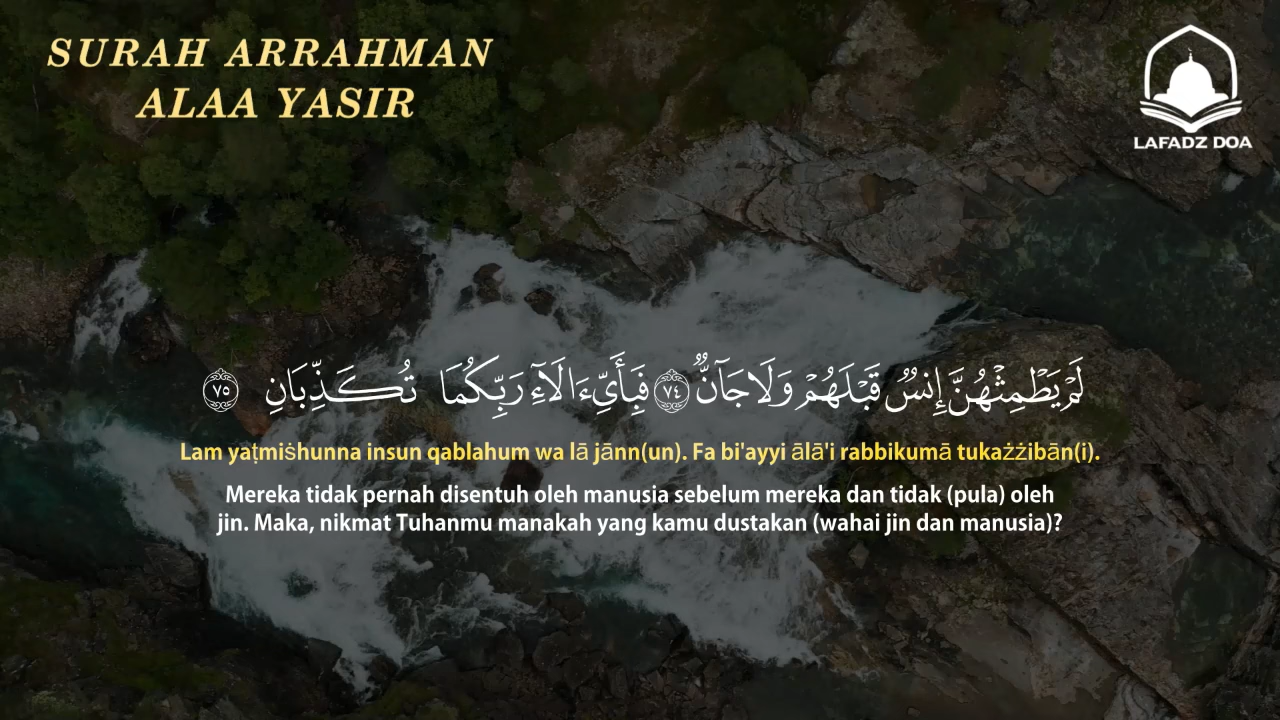 SURAH ARRAHMAN
ALAA YASIR
LAFADZ DOA
لَمْ يَطْمِثْهُنَّ إِنسٌ قَبْلَهُمْ وَلَا جَآنٌّ ٧٤ فَبِأَيِّ ءَالَآءِ رَبِّكُمَا تُكَذِّبَانِ ٧٥
Lam yaṭmiṡhunna insun qablahum wa lā jānn(un). Fa bi'ayyi ālā'i rabbikumā tukażżibān(i).
Mereka tidak pernah disentuh oleh manusia sebelum mereka dan tidak (pula) oleh
jin. Maka, nikmat Tuhanmu manakah yang kamu dustakan (wahai jin dan manusia)?